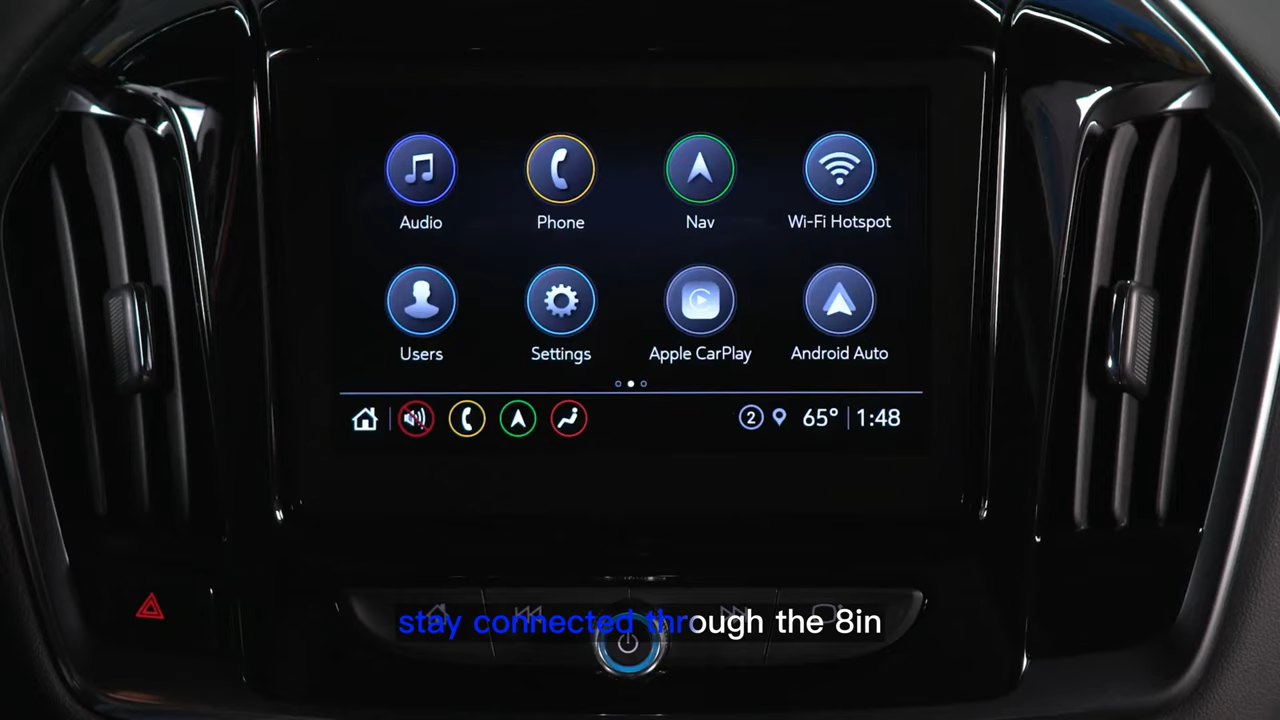 Audio Phone Nav Wi-Fi Hotspot
Users Settings Apple CarPlay Android Auto
2 65° 1:48
stay connected through the 8in